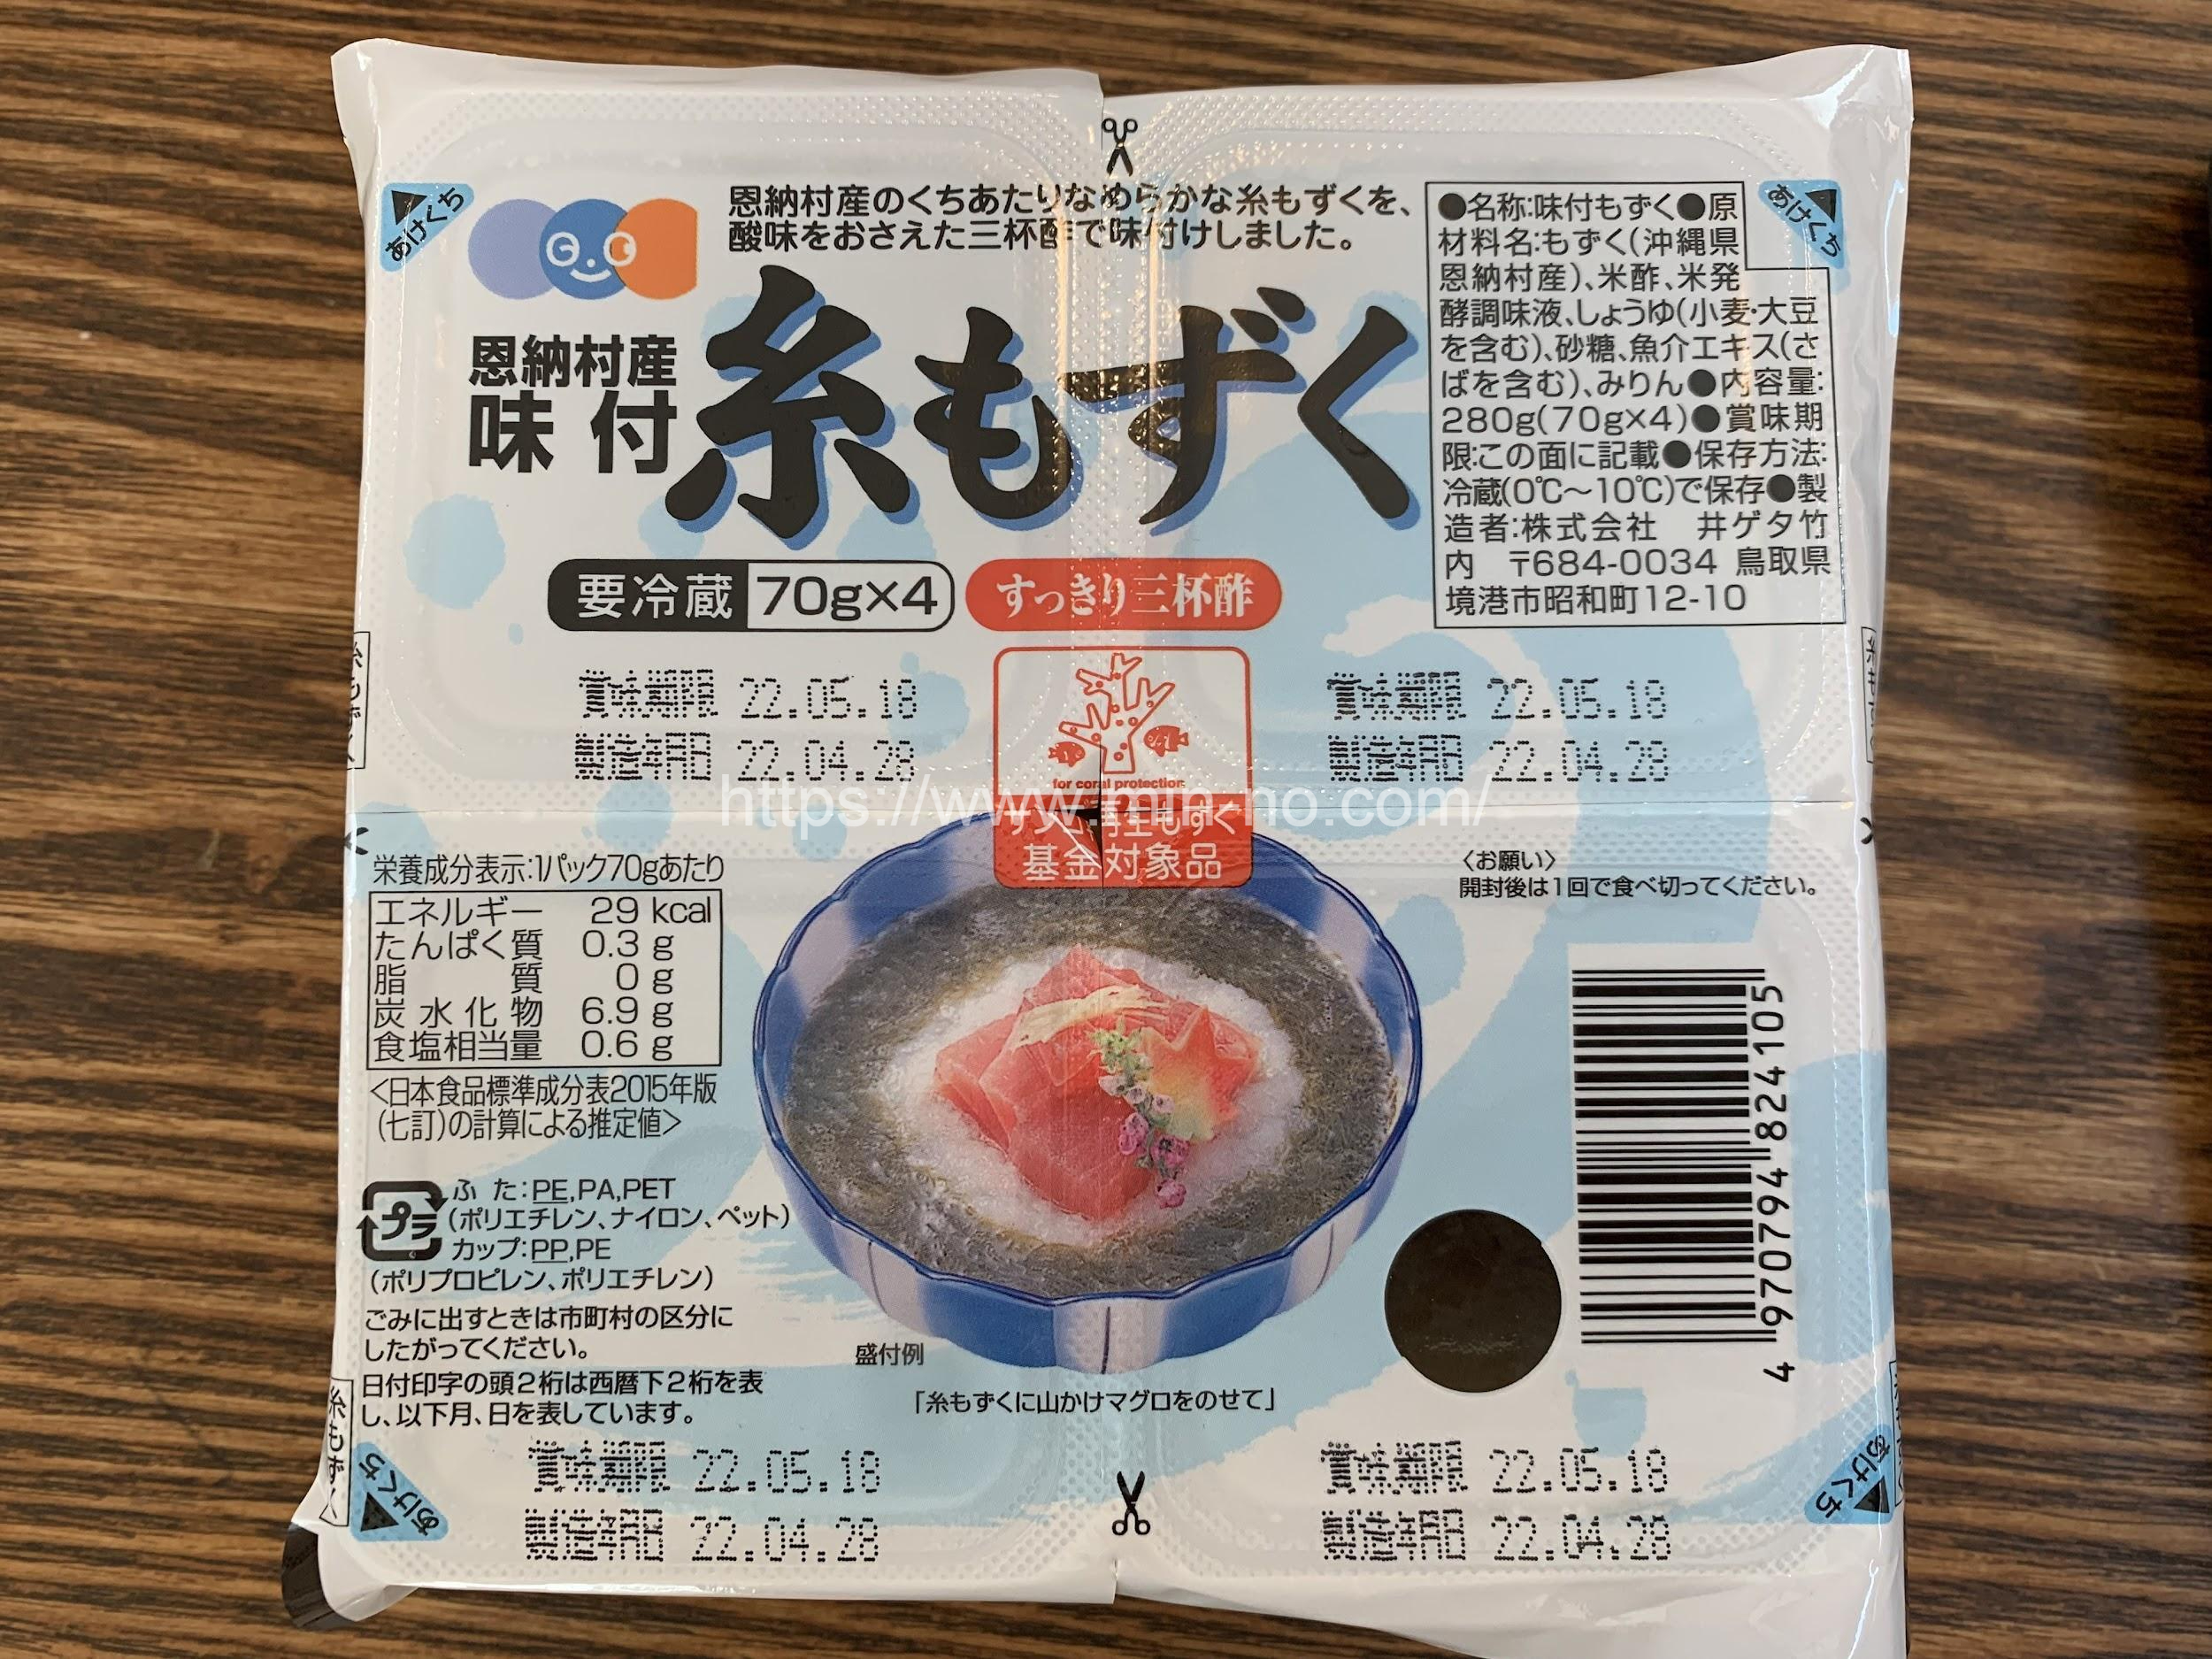 恩納村産のくちあたりなめらかな糸もずくを、
酸味をおさえた三杯酢で味付けしました。
恩納村産
味付
糸もずく
要冷蔵 70g×4 すっきり三杯酢
あけくち
あけくち
●名称:味付もずく●原
材料名:もずく(沖縄県
恩納村産)、米酢、米発
酵調味液、しょうゆ(小麦・大豆
を含む)、砂糖、魚介エキス(さ
ばを含む)、みりん●内容量:
280g(70g×4)●賞味期
限:この面に記載●保存方法:
冷蔵(0℃～10℃)で保存●製
造者:株式会社 井ゲタ竹
内 〒684-0034 鳥取県
境港市昭和町12-10
賞味期限 22.05.18
製造年月日 22.04.28
賞味期限 22.05.18
製造年月日 22.04.28
for coral protection
もずく
基金対象品
https://www.min-no.com/
栄養成分表示:1パック70gあたり
エネルギー 29 kcal
たんぱく質 0.3 g
脂質 0 g
炭水化物 6.9 g
食塩相当量 0.6 g
<日本食品標準成分表2015年版
(七訂)の計算による推定値>
プラ
ふた:PE,PA,PET
(ポリエチレン、ナイロン、ペット)
カップ:PP,PE
(ポリプロピレン、ポリエチレン)
ごみに出すときは市町村の区分に
したがってください。
日付印字の頭2桁は西暦下2桁を表
し、以下月、日を表しています。
〈お願い〉
開封後は1回で食べ切ってください。
4 970794 824105
盛付例
「糸もずくに山かけマグロをのせて」
賞味期限 22.05.18
製造年月日 22.04.28
賞味期限 22.05.18
製造年月日 22.04.28
あけくち
あけくち
糸もずく